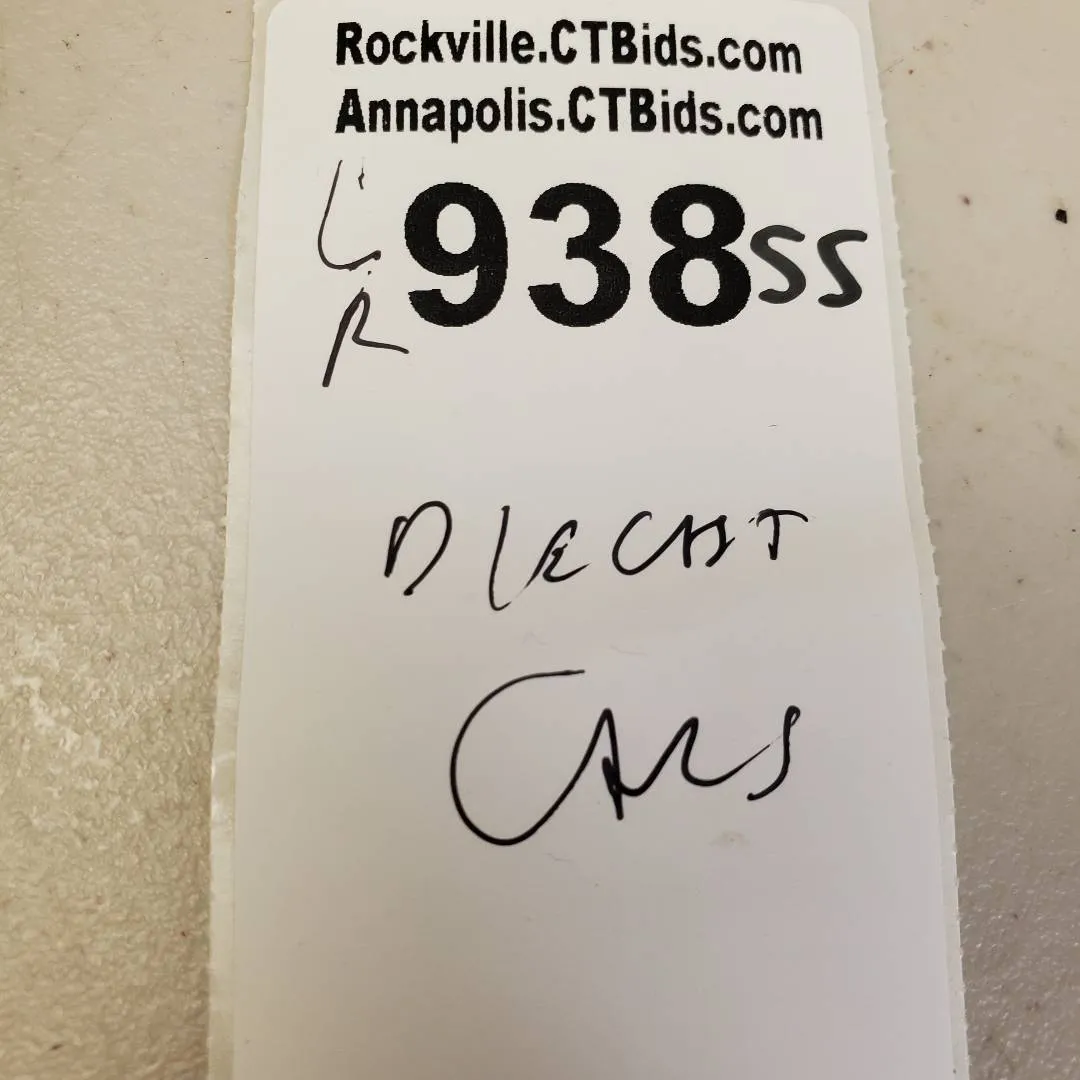 Rockville.CTBids.com
Annapolis.CTBids.com
L
938SS
R
DIECAST
CARS